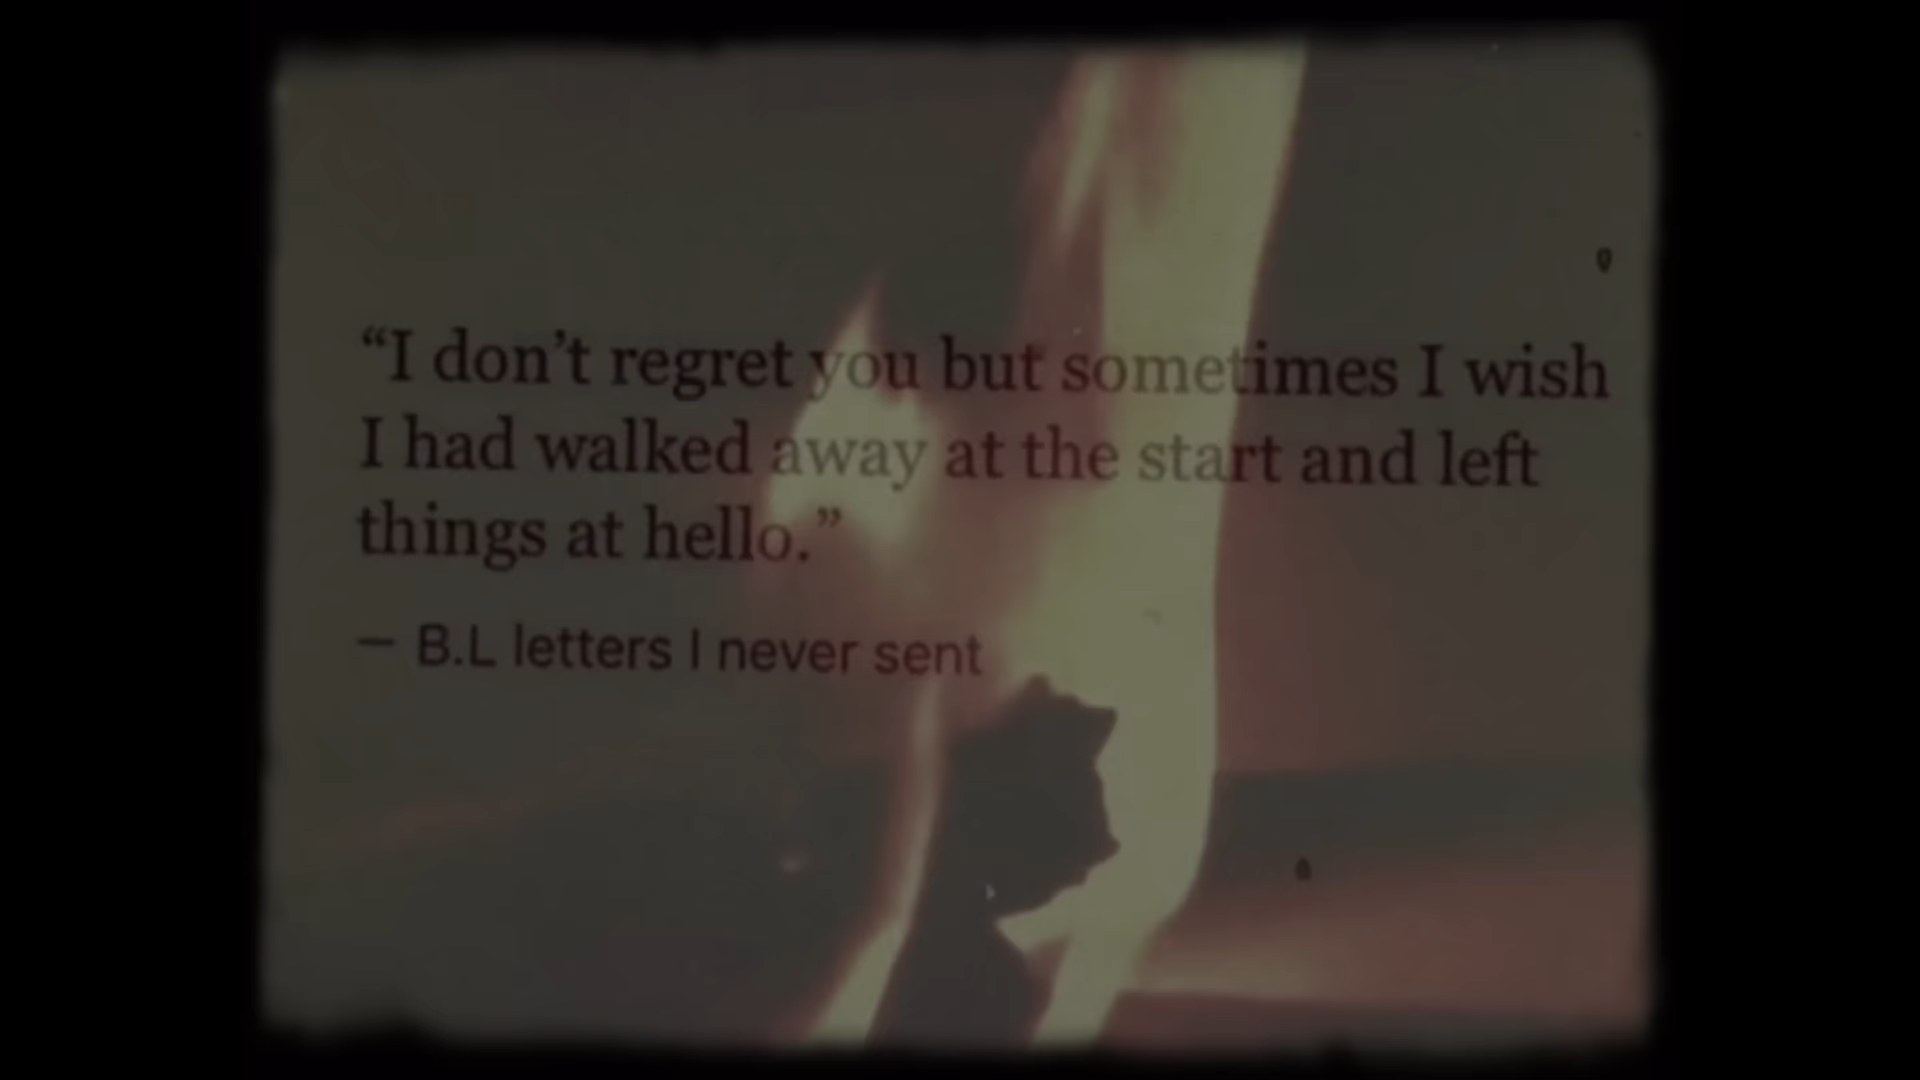 “I don’t regret you but sometimes I wish
I had walked away at the start and left
things at hello.”
— B.L letters I never sent